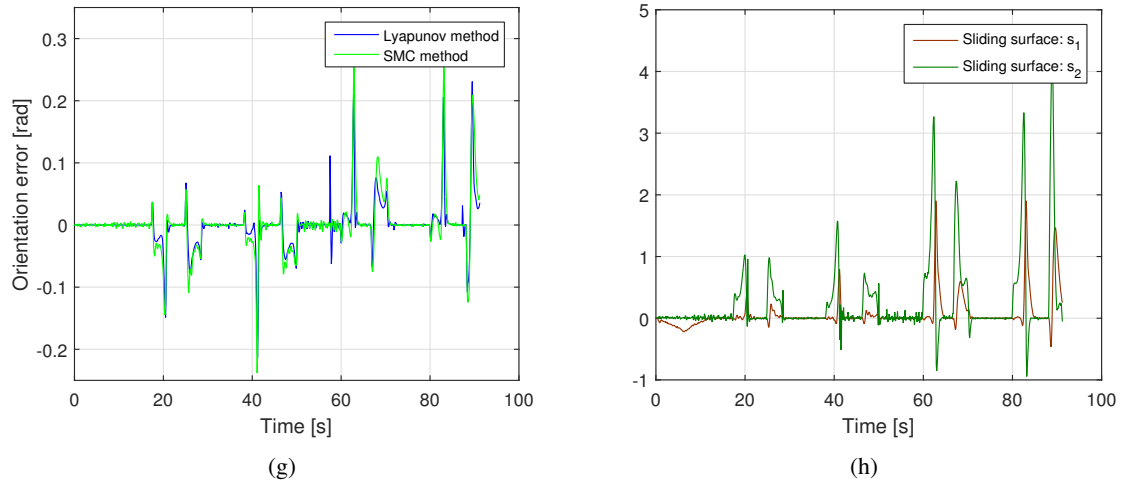 0.3
0.2
0.1
0
-0.1
-0.2
Orientation error [rad]
Lyapunov method
SMC method
0 20 40 60 80 100
Time [s]
(g)
5
4
3
2
1
0
-1
Sliding surface: s1
Sliding surface: s2
0 20 40 60 80 100
Time [s]
(h)